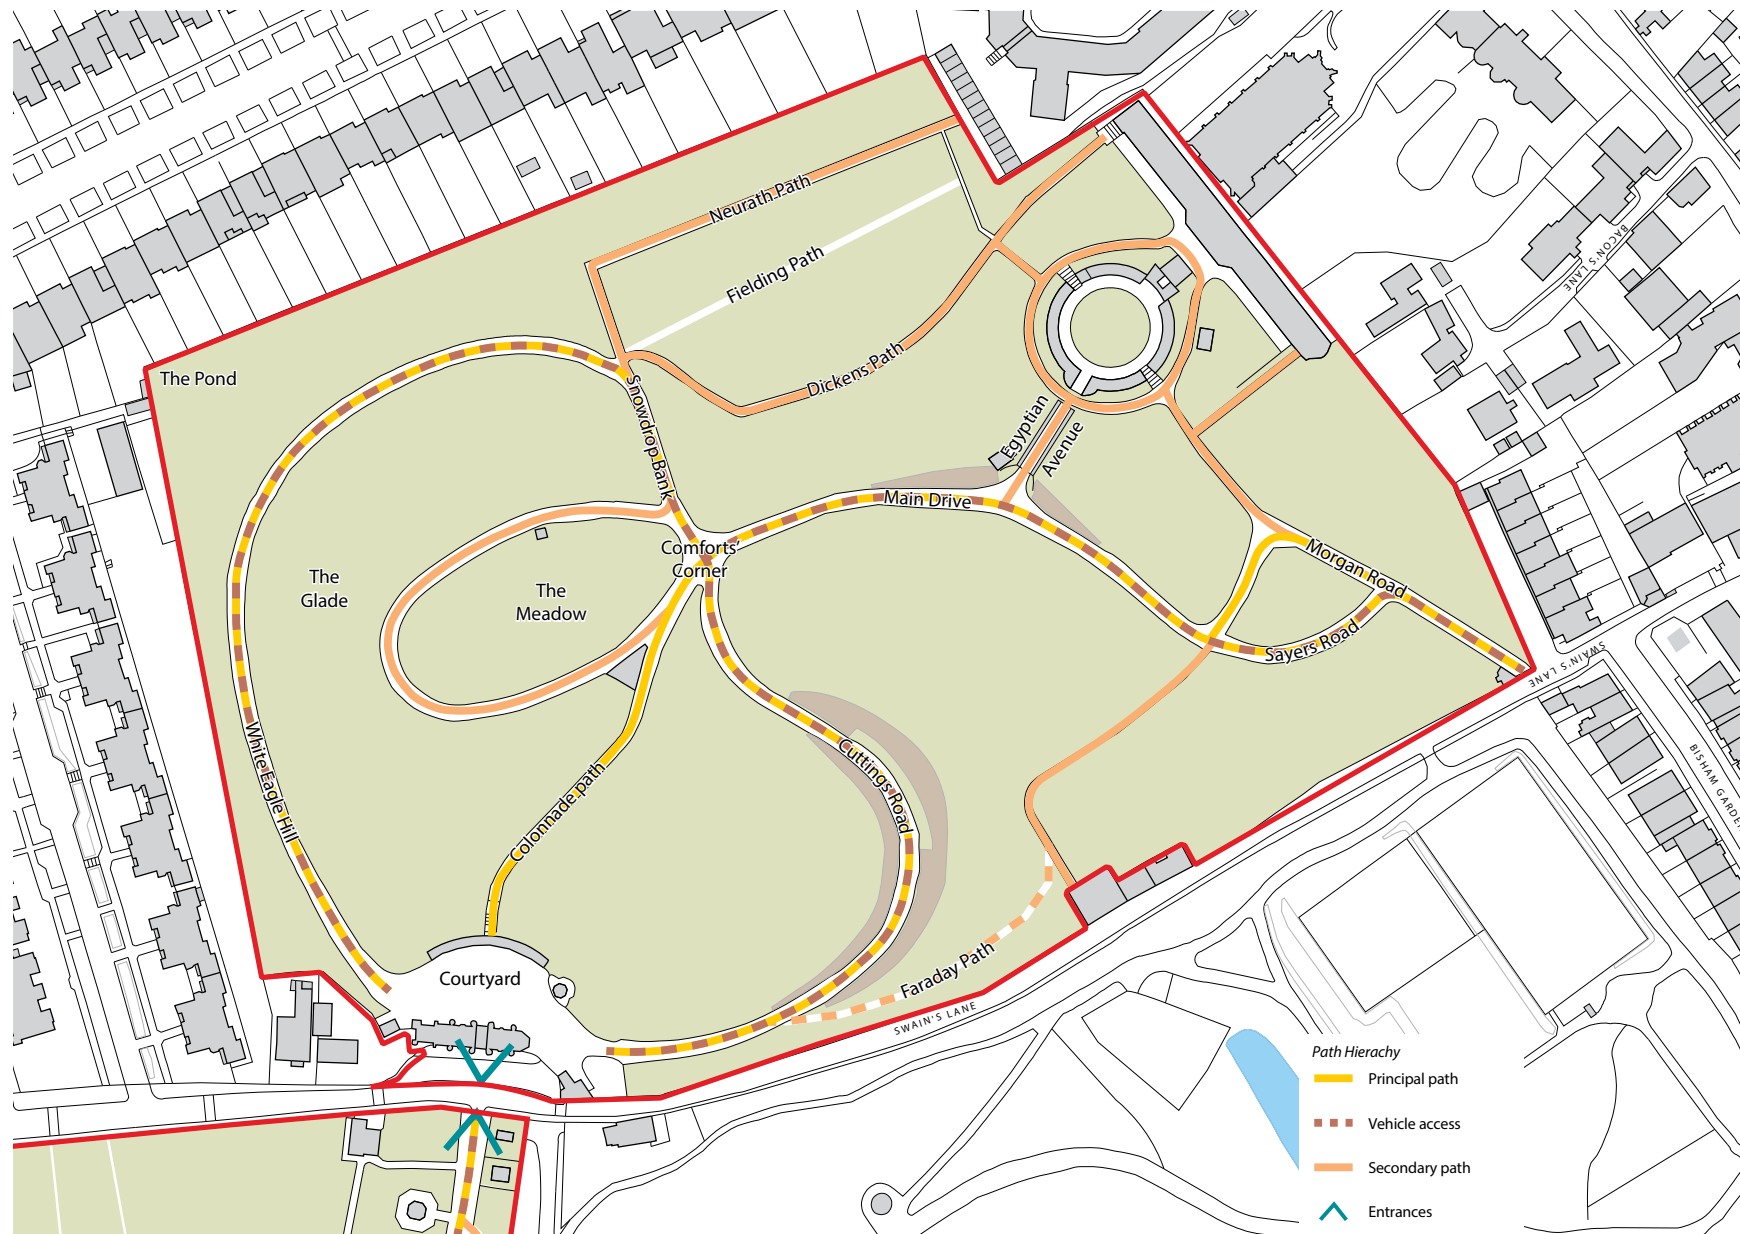 Neurath Path
BACON'S LANE
Fielding Path
The Pond
Dickens Path
Snowdrop Bank
Egyptian
Avenue
Main Drive
Comforts'
Corner
Morgan Road
The
Glade
The
Meadow
Sayers Road
SWAIN'S LANE
White Eagle Hill
Cuttings Road
BISHAM GARDENS
Colonnade path
Faraday Path
Courtyard
SWAIN'S LANE
Path Hierachy
Principal path
Vehicle access
Secondary path
Entrances